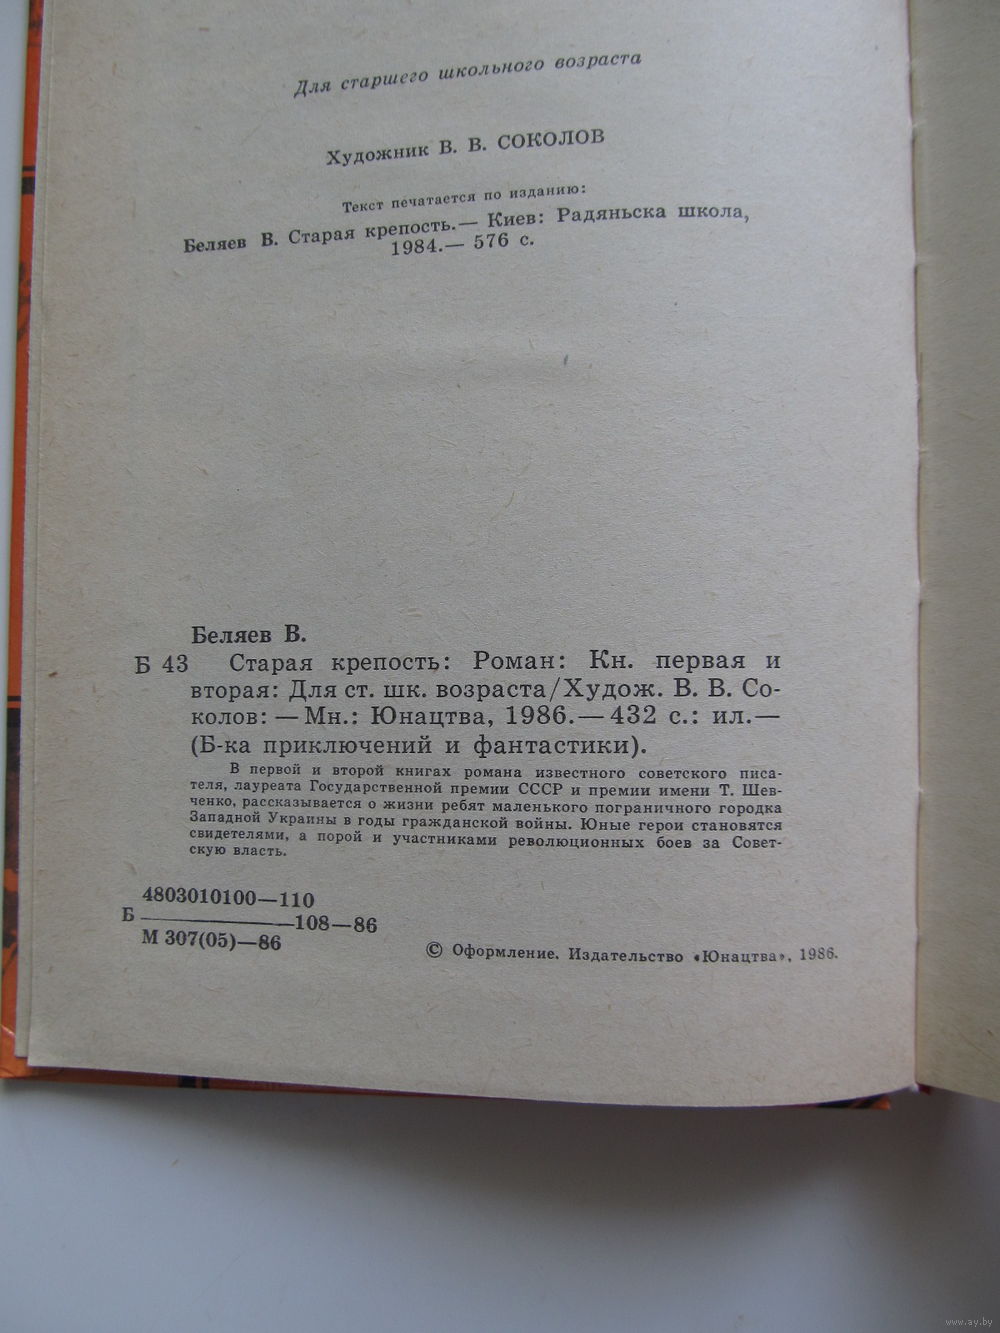 Для старшего школьного возраста
Художник В. В. СОКОЛОВ
Текст печатается по изданию:
Беляев В. Старая крепость.— Киев: Радяньска школа,
1984.— 576 с.
Беляев В.
Б 43 Старая крепость: Роман: Кн. первая и
вторая: Для ст. шк. возраста/Худож. В. В. Со-
колов: — Мн.: Юнацтва, 1986.— 432 с.: ил.—
(Б-ка приключений и фантастики).
В первой и второй книгах романа известного советского писа-
теля, лауреата Государственной премии СССР и премии имени Т. Шев-
ченко, рассказывается о жизни ребят маленького пограничного городка
Западной Украины в годы гражданской войны. Юные герои становятся
свидетелями, а порой и участниками революционных боев за Совет-
скую власть.
4803010100—110
Б ——————108—86
М 307(05)—86
© Оформление. Издательство «Юнацтва», 1986.
www.ay.by